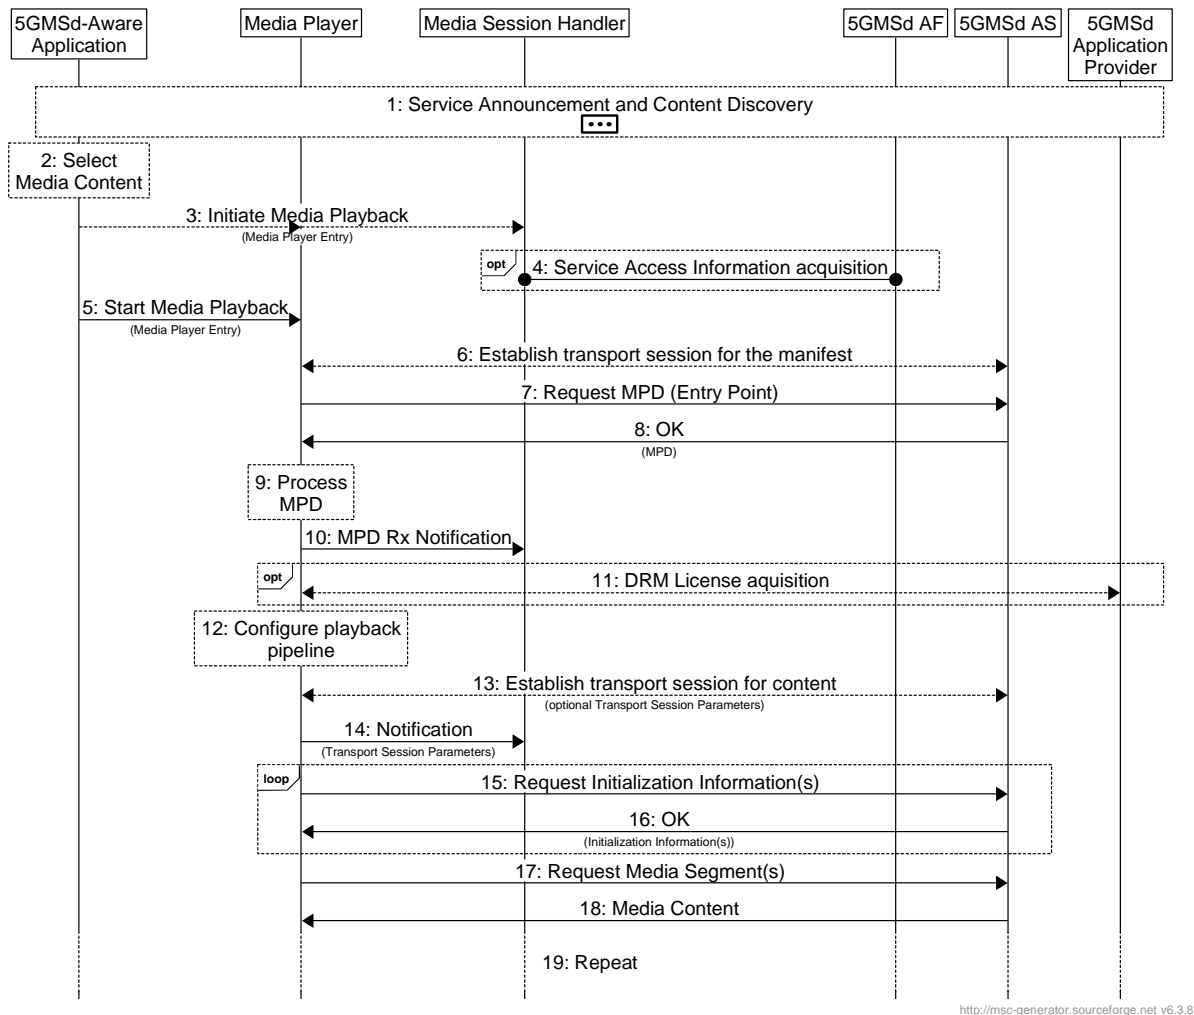 5GMSd-Aware
Application
Media Player
Media Session Handler
5GMSd AF
5GMSd AS
5GMSd
Application
Provider
1: Service Announcement and Content Discovery
2: Select
Media Content
3: Initiate Media Playback
(Media Player Entry)
opt
4: Service Access Information acquisition
5: Start Media Playback
(Media Player Entry)
6: Establish transport session for the manifest
7: Request MPD (Entry Point)
8: OK
(MPD)
9: Process
MPD
10: MPD Rx Notification
opt
11: DRM License aquisition
12: Configure playback
pipeline
13: Establish transport session for content
(optional Transport Session Parameters)
14: Notification
(Transport Session Parameters)
loop
15: Request Initialization Information(s)
16: OK
(Initialization Information(s))
17: Request Media Segment(s)
18: Media Content
19: Repeat
http://msc-generator.sourceforge.net v6.3.8